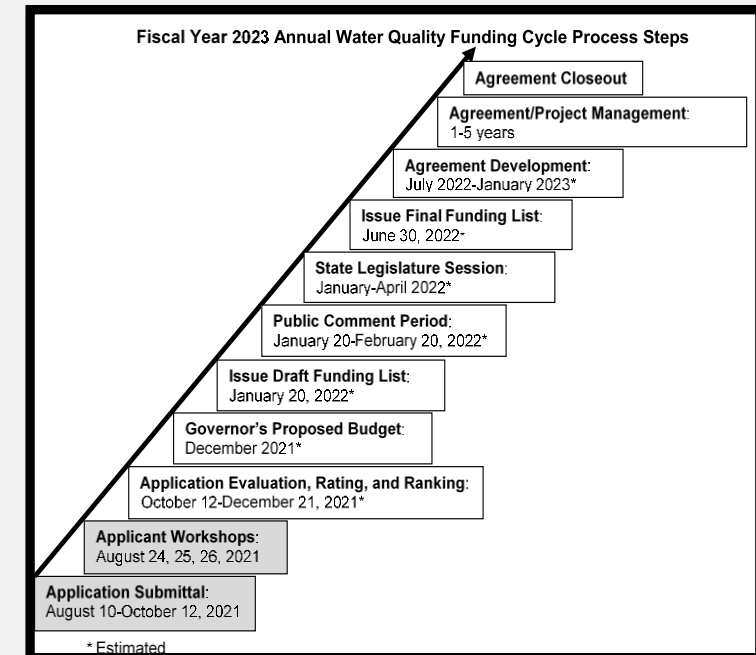 Fiscal Year 2023 Annual Water Quality Funding Cycle Process Steps
Agreement Closeout
Agreement/Project Management:
1-5 years
Agreement Development:
July 2022-January 2023*
Issue Final Funding List:
June 30, 2022*
State Legislature Session:
January-April 2022*
Public Comment Period:
January 20-February 20, 2022*
Issue Draft Funding List:
January 20, 2022*
Governor's Proposed Budget:
December 2021*
Application Evaluation, Rating, and Ranking:
October 12-December 21, 2021*
Applicant Workshops:
August 24, 25, 26, 2021
Application Submittal:
August 10-October 12, 2021
* Estimated